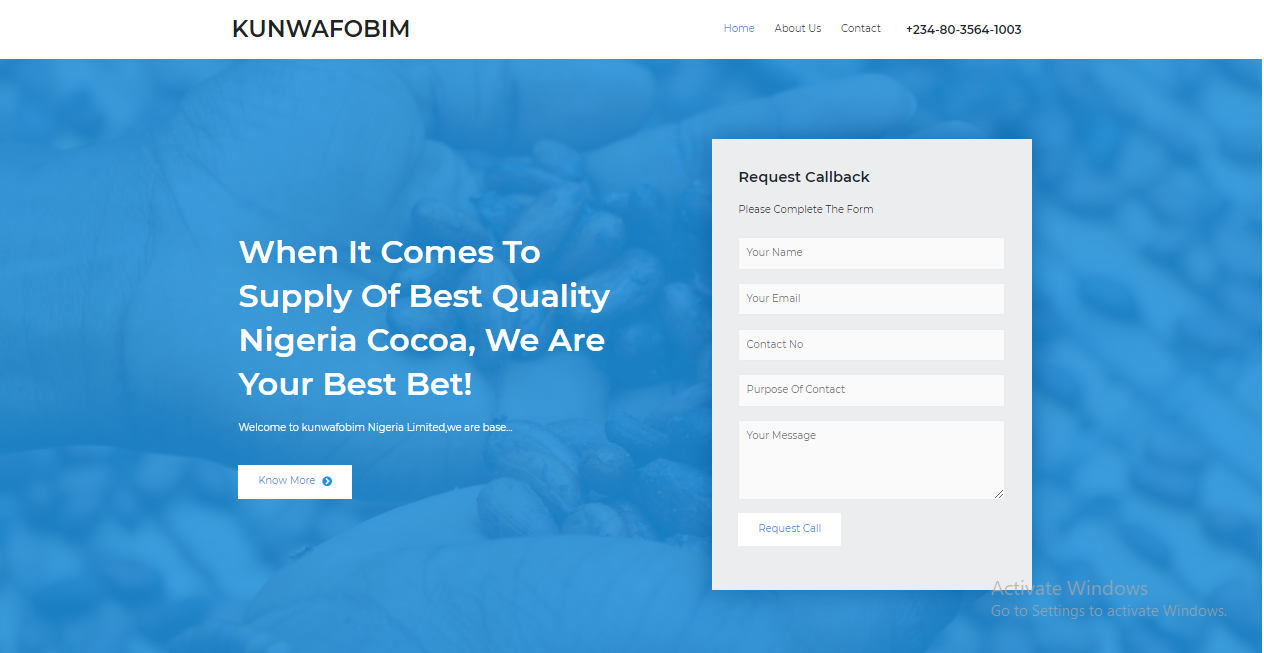 KUNWAFOBIM
Home About Us Contact +234-80-3564-1003
When It Comes To
Supply Of Best Quality
Nigeria Cocoa, We Are
Your Best Bet!
Welcome to kunwafobim Nigeria Limited,we are base...
Know More
Request Callback
Please Complete The Form
Your Name
Your Email
Contact No
Purpose Of Contact
Your Message
Request Call
Activate Windows
Go to Settings to activate Windows.